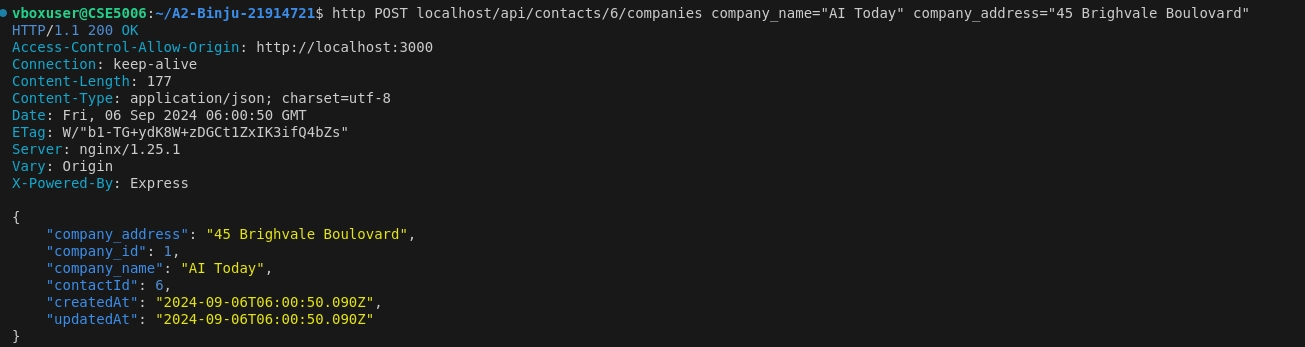 vboxuser@CSE5006:~/A2-Binju-21914721$ http POST localhost/api/contacts/6/companies company_name="AI Today" company_address="45 Brighvale Boulovard"
HTTP/1.1 200 OK
Access-Control-Allow-Origin: http://localhost:3000
Connection: keep-alive
Content-Length: 177
Content-Type: application/json; charset=utf-8
Date: Fri, 06 Sep 2024 06:00:50 GMT
ETag: W/"b1-TG+ydK8W+zDGCt1ZxIK3ifQ4bZs"
Server: nginx/1.25.1
Vary: Origin
X-Powered-By: Express

{
    "company_address": "45 Brighvale Boulovard",
    "company_id": 1,
    "company_name": "AI Today",
    "contactId": 6,
    "createdAt": "2024-09-06T06:00:50.090Z",
    "updatedAt": "2024-09-06T06:00:50.090Z"
}